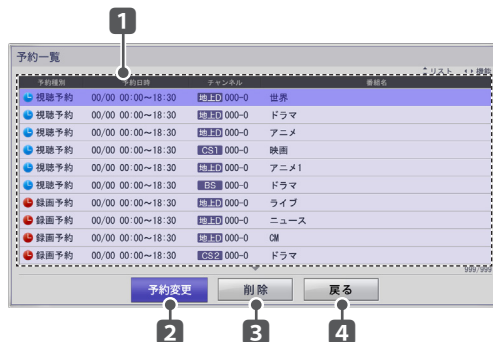 1
予約一覧
リスト 機能
予約種別 予約日時 チャンネル 番組名
視聴予約 00/00 00:00～18:30 地上D 000-0 世界
視聴予約 00/00 00:00～18:30 地上D 000-0 ドラマ
視聴予約 00/00 00:00～18:30 地上D 000-0 アニメ
視聴予約 00/00 00:00～18:30 CS1 000-0 映画
視聴予約 00/00 00:00～18:30 地上D 000-0 アニメ1
視聴予約 00/00 00:00～18:30 BS 000-0 ドラマ
録画予約 00/00 00:00～18:30 地上D 000-0 ライブ
録画予約 00/00 00:00～18:30 地上D 000-0 ニュース
録画予約 00/00 00:00～18:30 地上D 000-0 CM
録画予約 00/00 00:00～18:30 CS2 000-0 ドラマ
999/999
予約変更 削除 戻る
2 3 4